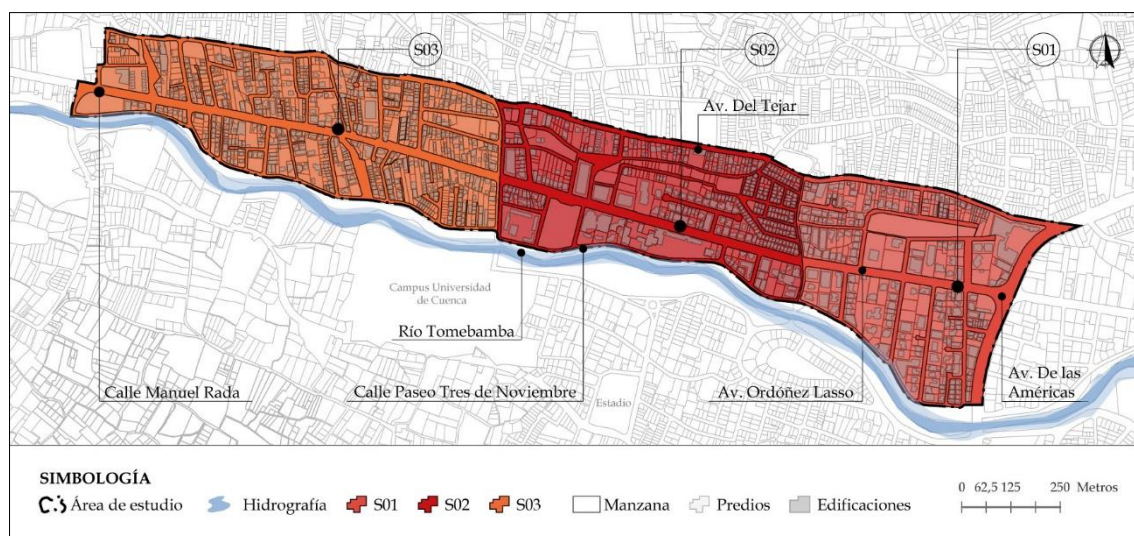 S03
S02
S01
Av. Del Tejar
Campus Universidad
de Cuenca
Río Tomebamba
Calle Manuel Rada
Calle Paseo Tres de Noviembre
Estadio
Av. Ordóñez Lasso
Av. De las
Américas
SIMBOLOGÍA
Área de estudio
Hidrografía
S01
S02
S03
Manzana
Predios
Edificaciones
0 62,5 125 250 Metros